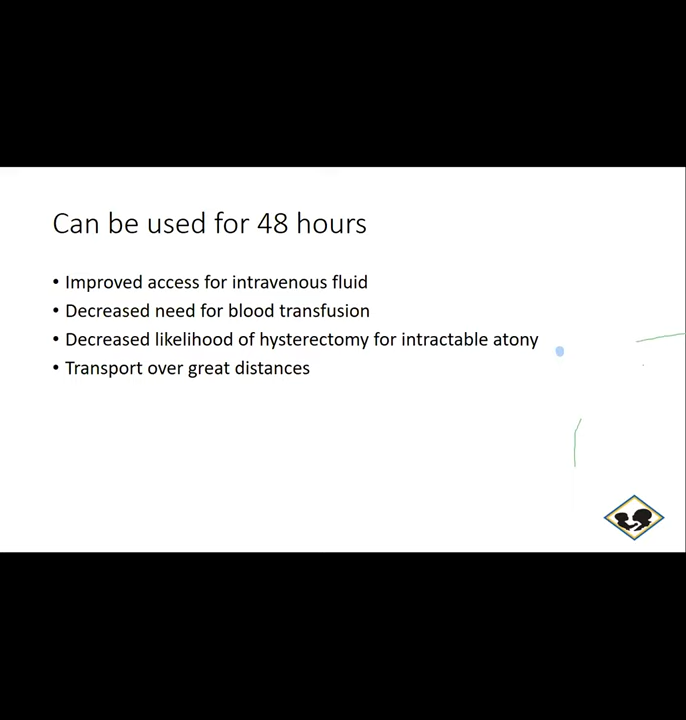 Can be used for 48 hours
• Improved access for intravenous fluid
• Decreased need for blood transfusion
• Decreased likelihood of hysterectomy for intractable atony
• Transport over great distances